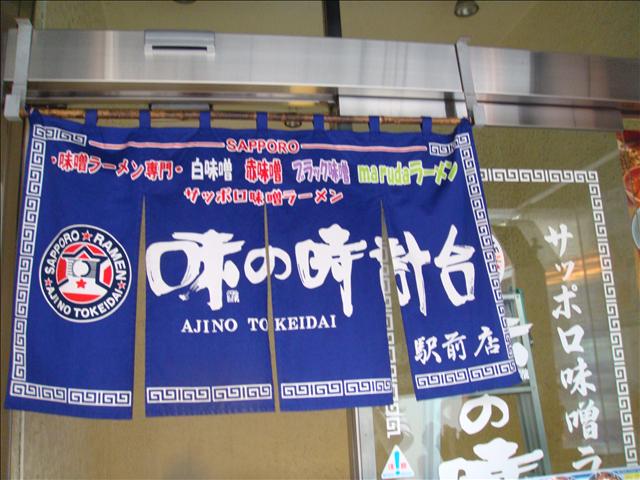 SAPPORO
・味噌ラーメン専門・ 白味噌 赤味噌 ブラック味噌 marudaラーメン
サッポロ味噌ラーメン
SAPPORO★RAMEN
★AJINO TOKEIDAI★
味の時計台
AJINO TOKEIDAI
駅前店
サッポロ味噌ラ
の時